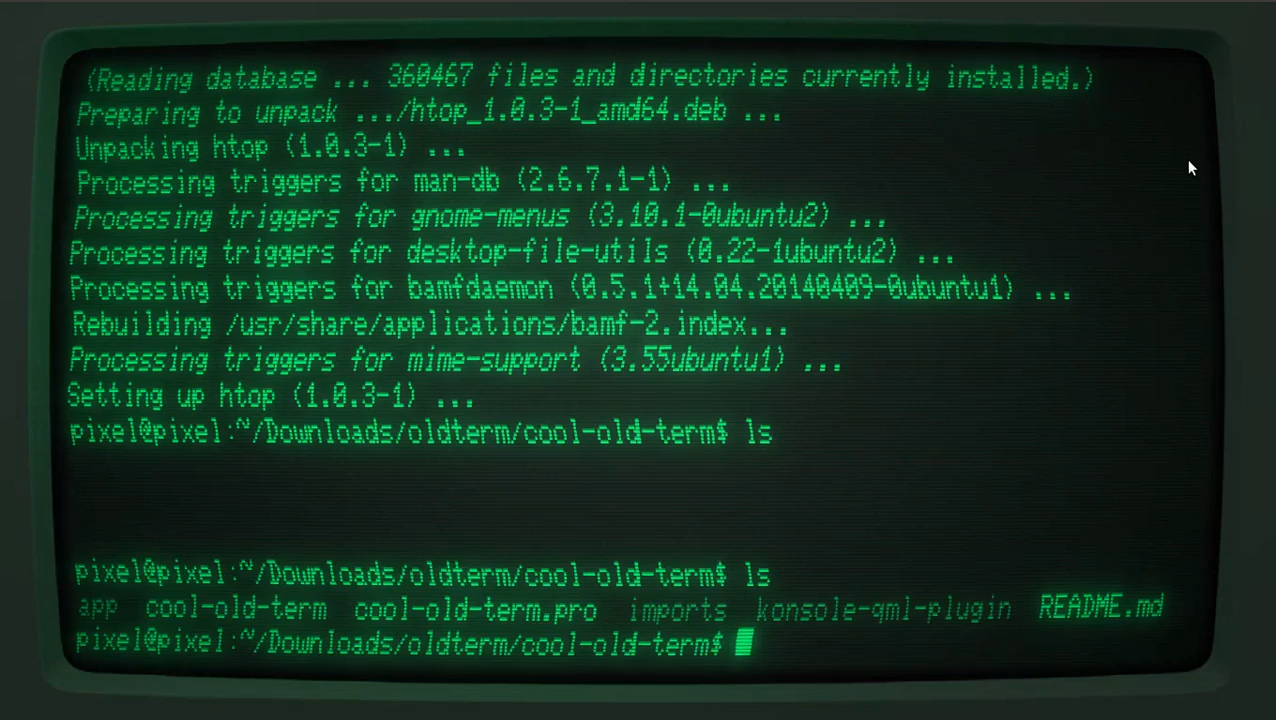 (Reading database ... 360467 files and directories currently installed.)
Preparing to unpack .../htop_1.0.3-1_amd64.deb ...
Unpacking htop (1.0.3-1) ...
Processing triggers for man-db (2.6.7.1-1) ...
Processing triggers for gnome-menus (3.10.1-0ubuntu2) ...
Processing triggers for desktop-file-utils (0.22-1ubuntu2) ...
Processing triggers for bamfdaemon (0.5.1+14.04.20140409-0ubuntu1) ...
Rebuilding /usr/share/applications/bamf-2.index...
Processing triggers for mime-support (3.55ubuntu1) ...
Setting up htop (1.0.3-1) ...
pixel@pixel:~/Downloads/oldterm/cool-old-term$ ls
pixel@pixel:~/Downloads/oldterm/cool-old-term$ ls
app cool-old-term cool-old-term.pro imports konsole-qml-plugin README.md
pixel@pixel:~/Downloads/oldterm/cool-old-term$